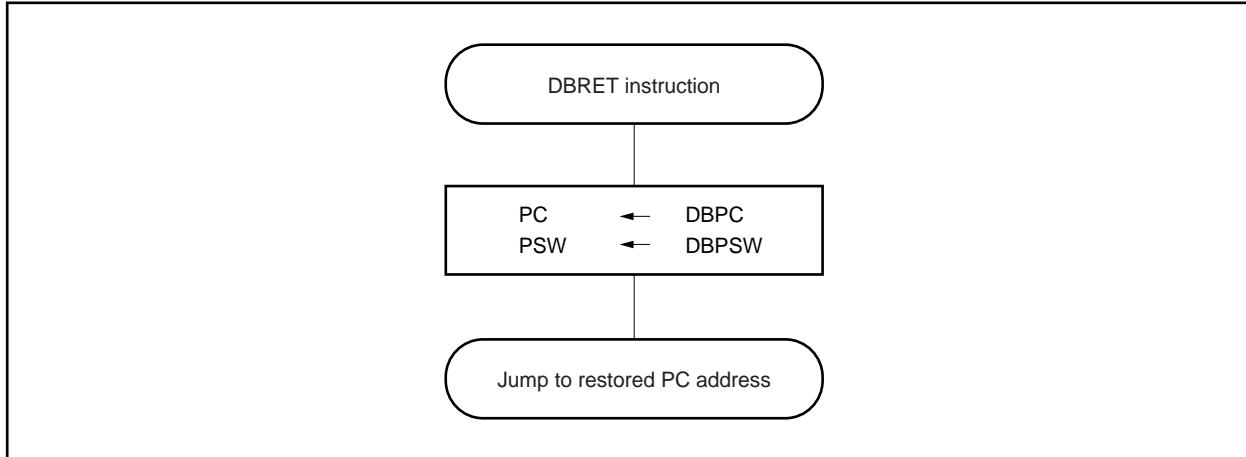 DBRET instruction
PC ← DBPC
PSW ← DBPSW
Jump to restored PC address